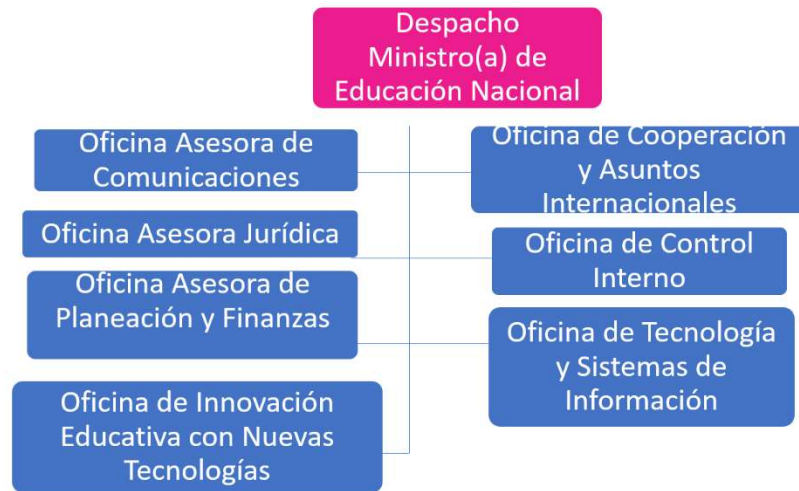 Despacho
Ministro(a) de
Educación Nacional
Oficina Asesora de
Comunicaciones
Oficina de Cooperación
y Asuntos
Internacionales
Oficina Asesora Jurídica
Oficina de Control
Interno
Oficina Asesora de
Planeación y Finanzas
Oficina de Tecnología
y Sistemas de
Información
Oficina de Innovación
Educativa con Nuevas
Tecnologías